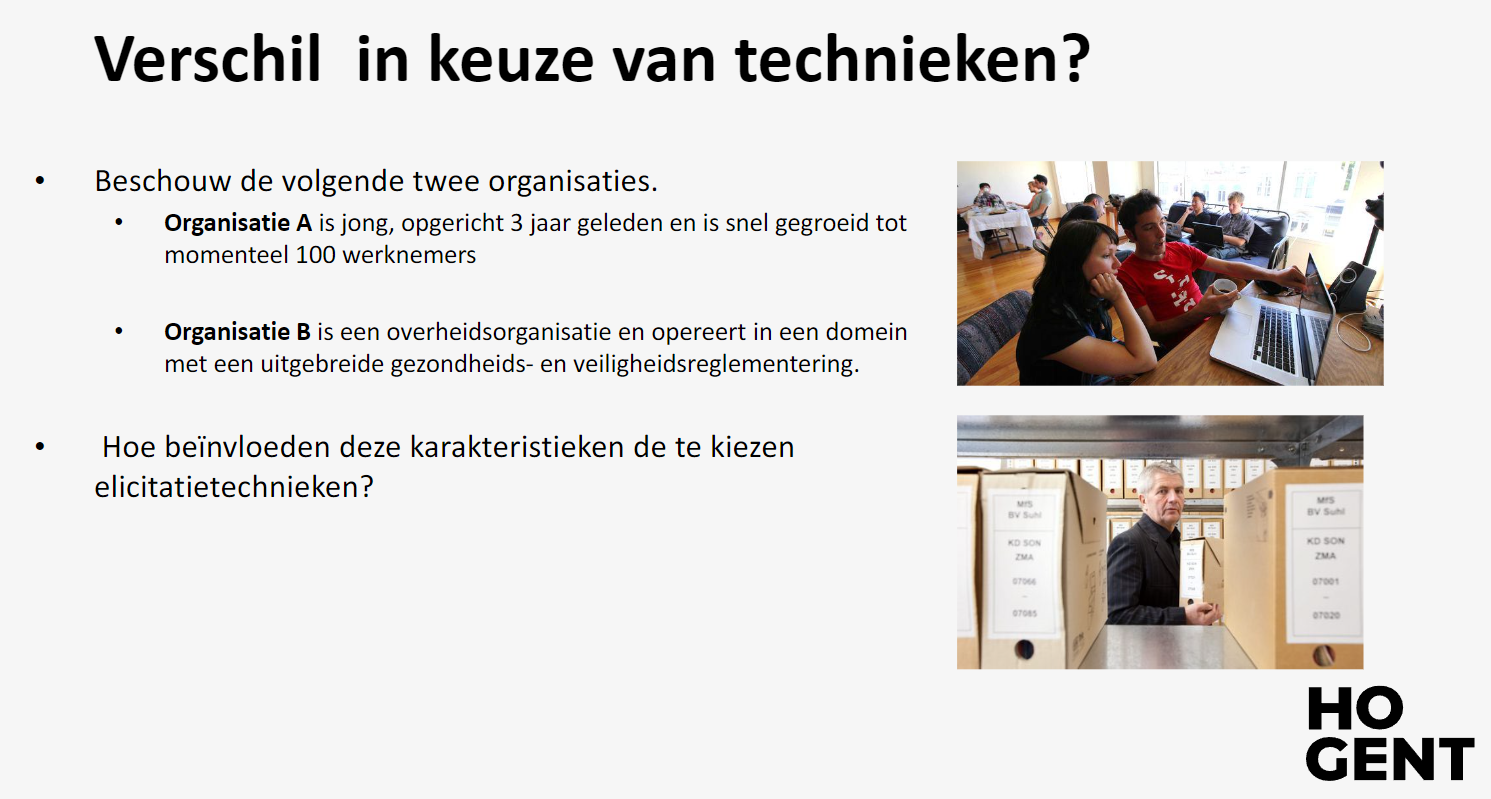 Verschil  in keuze van technieken?
• Beschouw de volgende twee organisaties.
• Organisatie A is jong, opgericht 3 jaar geleden en is snel gegroeid tot
momenteel 100 werknemers
• Organisatie B is een overheidsorganisatie en opereert in een domein
met een uitgebreide gezondheids- en veiligheidsreglementering.
• Hoe beïnvloeden deze karakteristieken de te kiezen
elicitatietechnieken?
MfS
BV Suhl
KD SON
ZMA
07066
–
07085
MfS
BV Suhl
KD SON
ZMA
07001
–
07020
HO
GENT